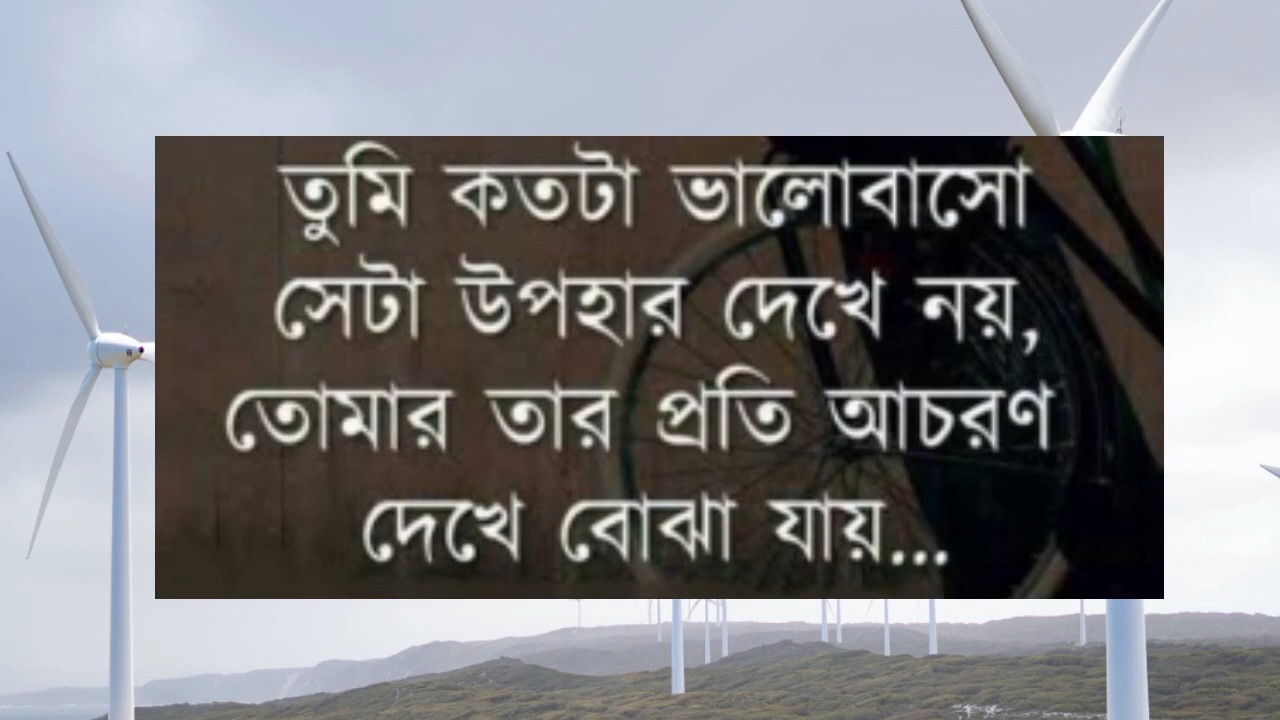 তুমি কতটা ভালোবাসো
সেটা উপহার দেখে নয়,
তোমার তার প্রতি আচরণ
দেখে বোঝা যায়...